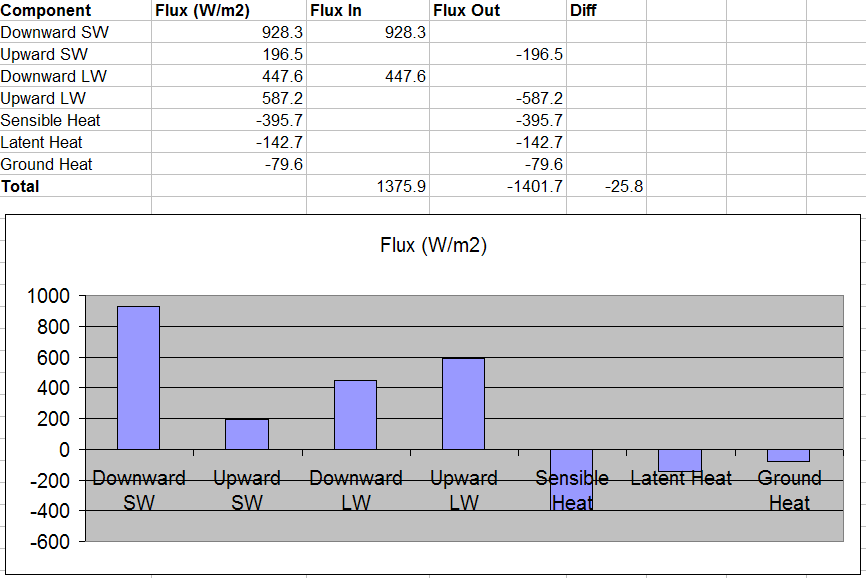 Component Flux (W/m2) Flux In Flux Out Diff
Downward SW 928.3 928.3
Upward SW 196.5 -196.5
Downward LW 447.6 447.6
Upward LW 587.2 -587.2
Sensible Heat -395.7 -395.7
Latent Heat -142.7 -142.7
Ground Heat -79.6 -79.6
Total 1375.9 -1401.7 -25.8
Flux (W/m2)
1000
800
600
400
200
0
-200
-400
-600
Downward SW
Upward SW
Downward LW
Upward LW
Sensible Heat
Latent Heat
Ground Heat